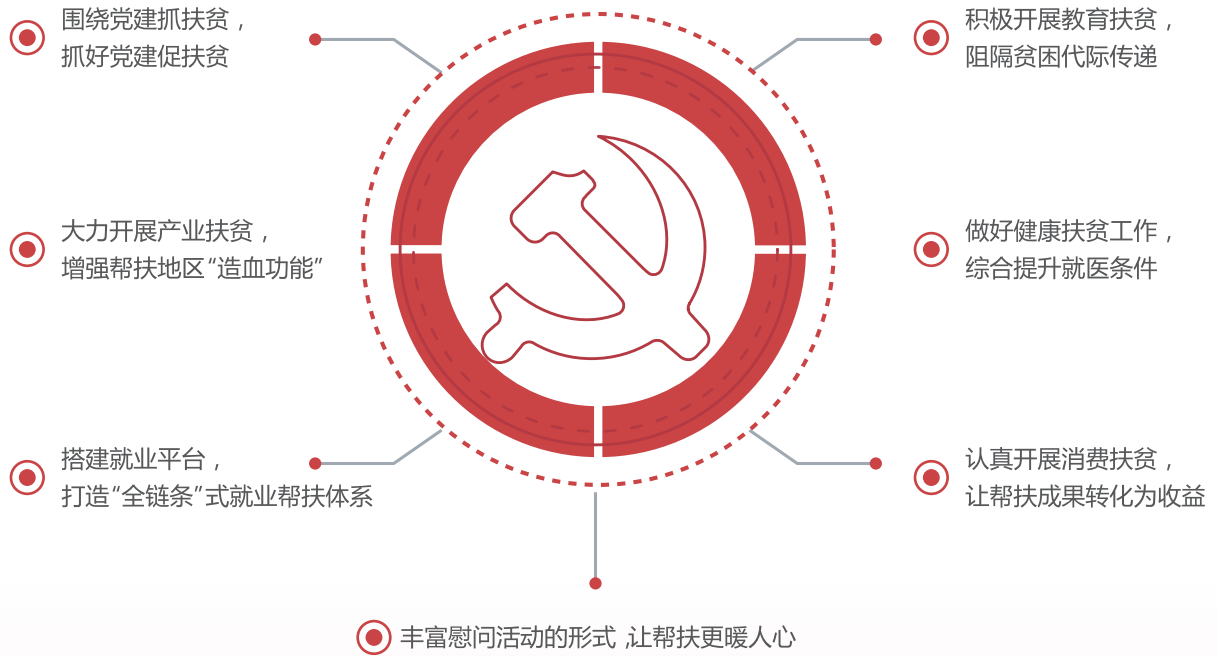 围绕党建抓扶贫，
抓好党建促扶贫
大力开展产业扶贫，
增强帮扶地区“造血功能”
搭建就业平台，
打造“全链条”式就业帮扶体系
积极开展教育扶贫，
阻隔贫困代际传递
做好健康扶贫工作，
综合提升就医条件
认真开展消费扶贫，
让帮扶成果转化为收益
丰富慰问活动的形式,让帮扶更暖人心